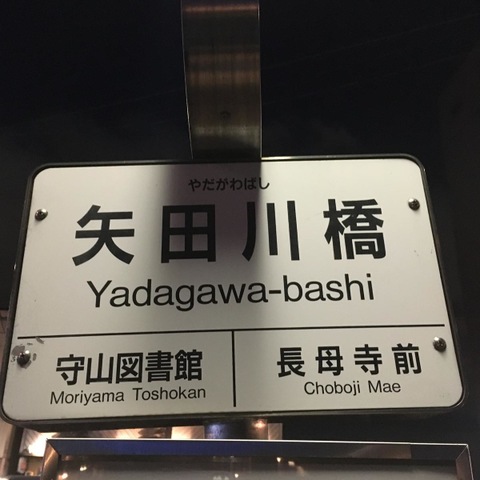 やだがわばし
矢田川橋
Yadagawa-bashi
守山図書館
Moriyama Toshokan
長母寺前
Choboji Mae